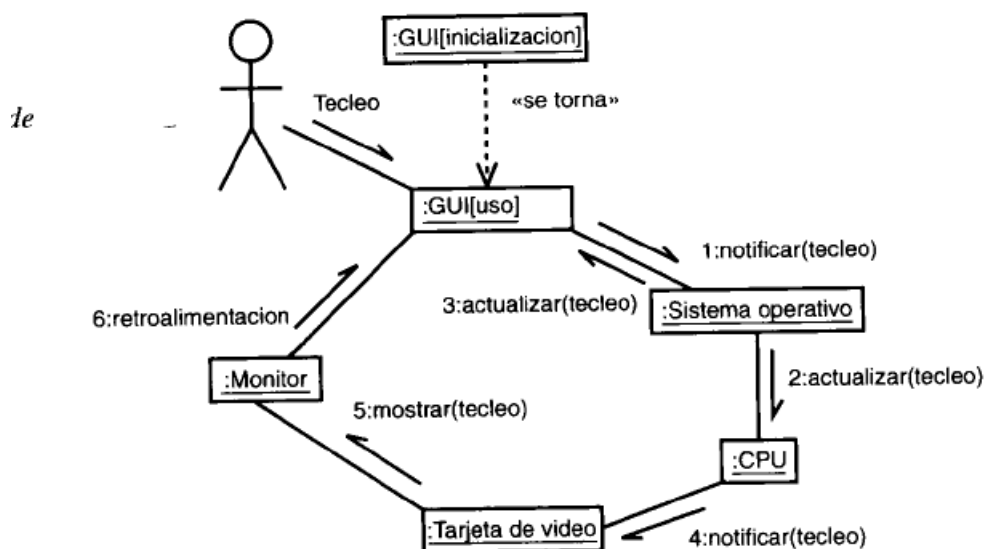 :GUI[inicializacion]
Tecleo
«se torna»
de
:GUI[uso]
1:notificar(tecleo)
3:actualizar(tecleo)
:Sistema operativo
6:retroalimentacion
:Monitor
2:actualizar(tecleo)
5:mostrar(tecleo)
:CPU
:Tarjeta de video
4:notificar(tecleo)